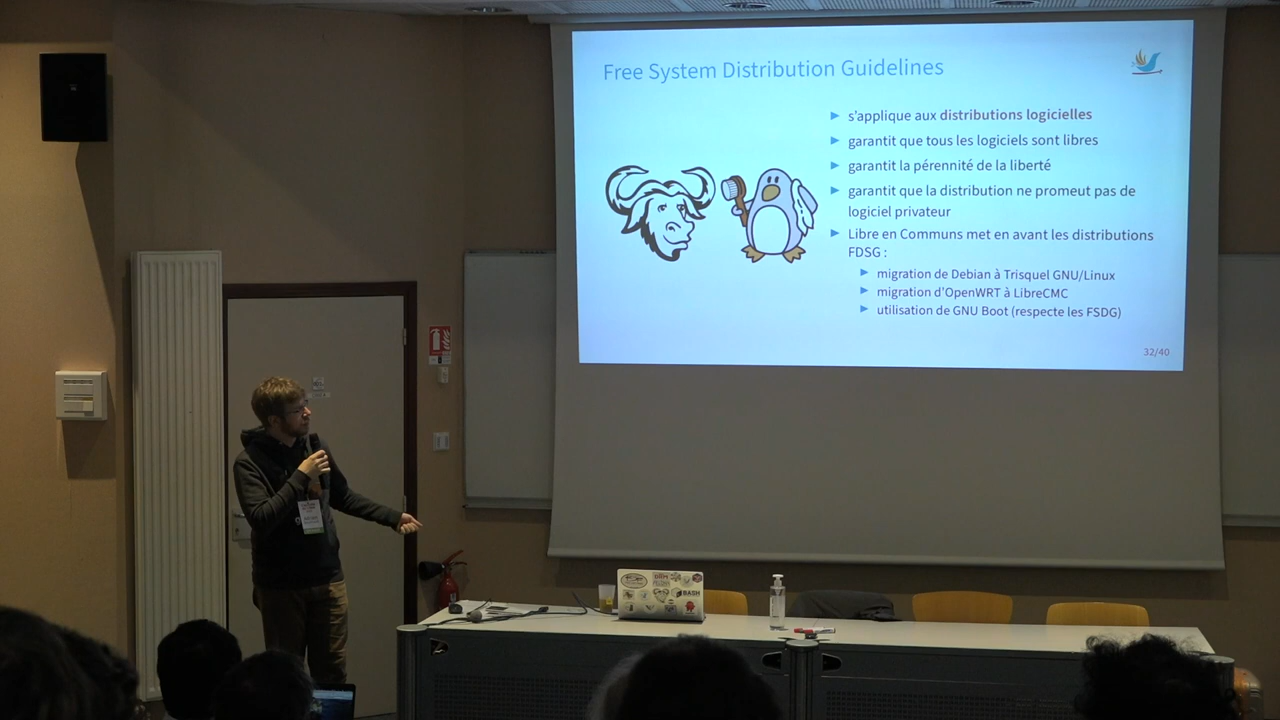 Free System Distribution Guidelines
s'applique aux distributions logicielles
garantit que tous les logiciels sont libres
garantit la pérennité de la liberté
garantit que la distribution ne promeut pas de
logiciel privateur
Libre en Communs met en avant les distributions
FDSG :
migration de Debian à Trisquel GNU/Linux
migration d'OpenWRT à LibreCMC
utilisation de GNU Boot (respecte les FSDG)
32/40
BASH